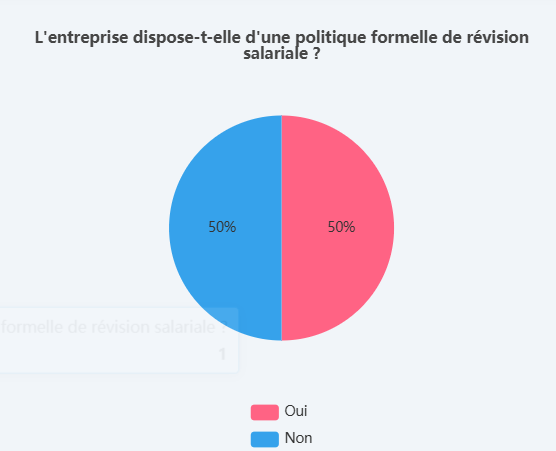 L'entreprise dispose-t-elle d'une politique formelle de révision
salariale ?
50%
50%
formelle de révision salariale ?
1
Oui
Non